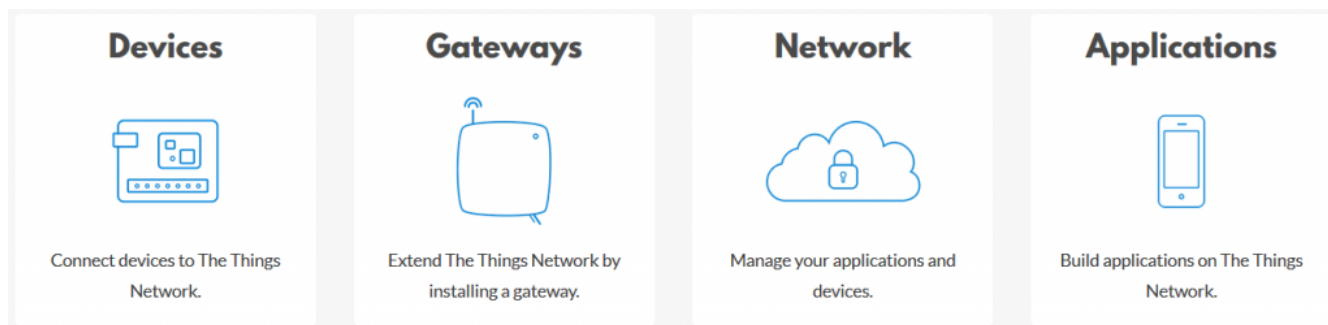 Devices
Connect devices to The Things
Network.
Gateways
Extend The Things Network by
installing a gateway.
Network
Manage your applications and
devices.
Applications
Build applications on The Things
Network.